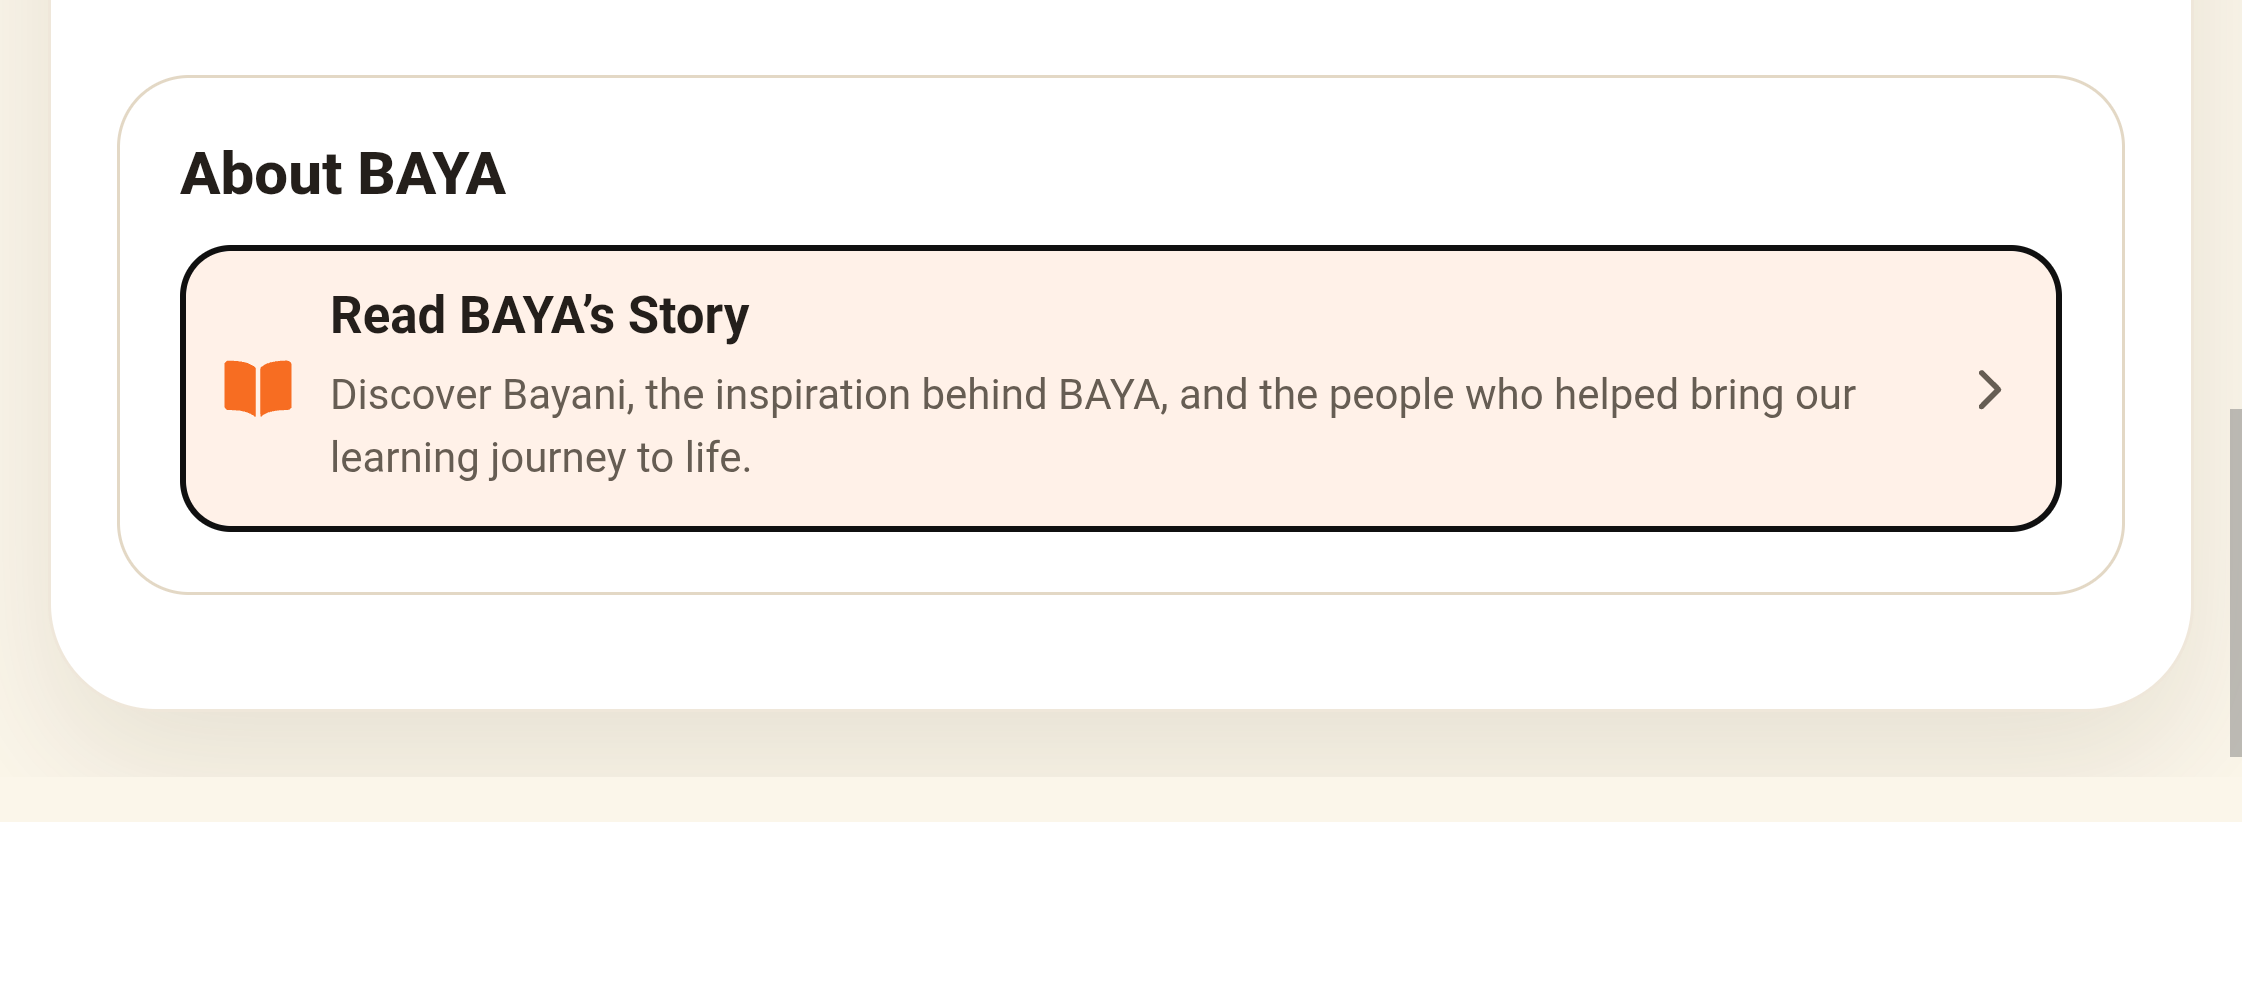 About BAYA
Read BAYA’s Story
Discover Bayani, the inspiration behind BAYA, and the people who helped bring our
learning journey to life.